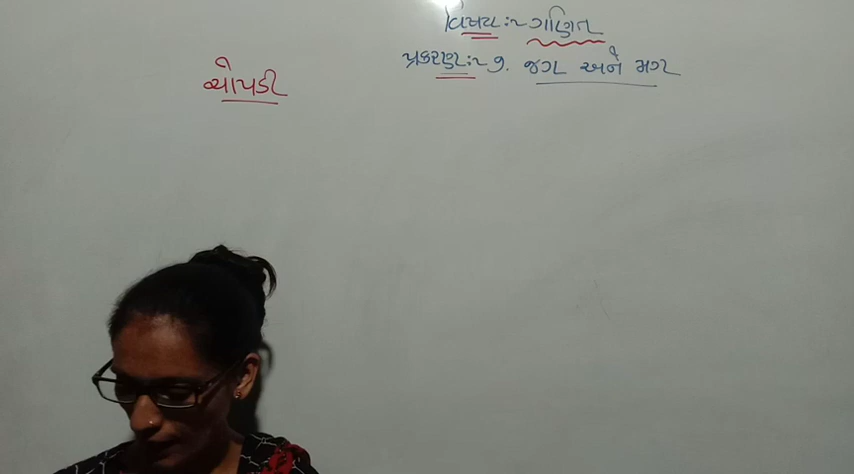 વિષય :~ ગણિત
પ્રકરણ :~ ૭. જગ અને મગ
ચોપડી